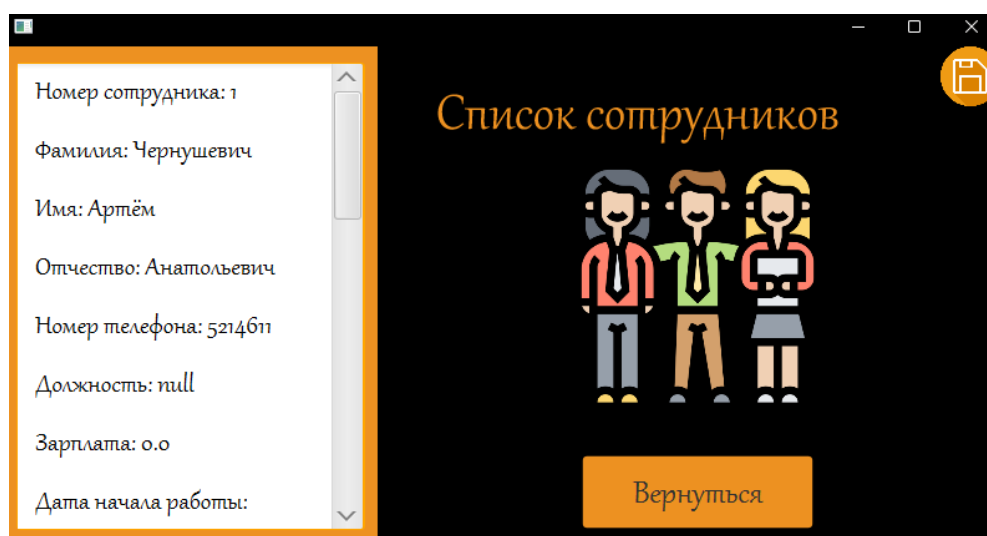 Номер сотрудника: 1
Фамилия: Чернушевич
Имя: Артём
Отчество: Анатольевич
Номер телефона: 5214611
Должность: null
Зарплата: 0.0
Дата начала работы:
Список сотрудников
Вернуться